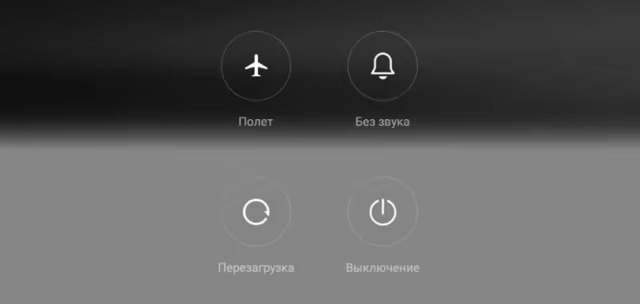 Полет
Без звука
Перезагрузка
Выключение